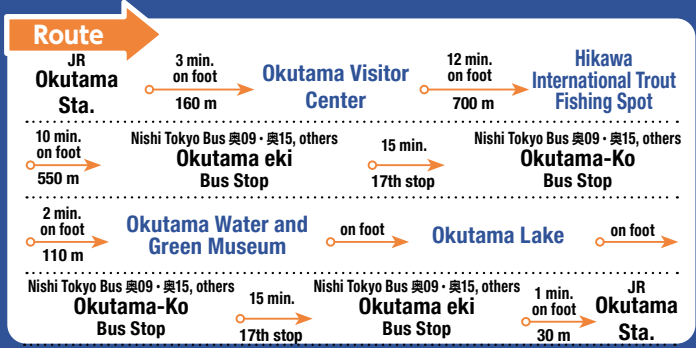 Route
JR
Okutama
Sta.
3 min.
on foot
160 m
Okutama Visitor
Center
12 min.
on foot
700 m
Hikawa
International Trout
Fishing Spot
10 min.
on foot
550 m
Nishi Tokyo Bus 奥09・奥15, others
Okutama eki
Bus Stop
15 min.
17th stop
Nishi Tokyo Bus 奥09・奥15, others
Okutama-Ko
Bus Stop
2 min.
on foot
110 m
Okutama Water and
Green Museum
on foot
Okutama Lake
on foot
Nishi Tokyo Bus 奥09・奥15, others
Okutama-Ko
Bus Stop
15 min.
17th stop
Nishi Tokyo Bus 奥09・奥15, others
Okutama eki
Bus Stop
1 min.
on foot
30 m
JR
Okutama
Sta.